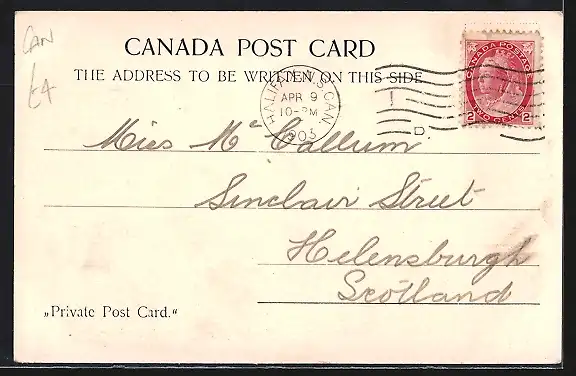 CAN
£4
CANADA POST CARD
THE ADDRESS TO BE WRITTEN ON THIS SIDE
HALIFAX N.S. CAN.
APR 9
10-PM
1903
CANADA POSTAGE
2 TWO CENTS 2
Miss McCallum
Sinclair Street
Helensburgh
Scotland
„Private Post Card."